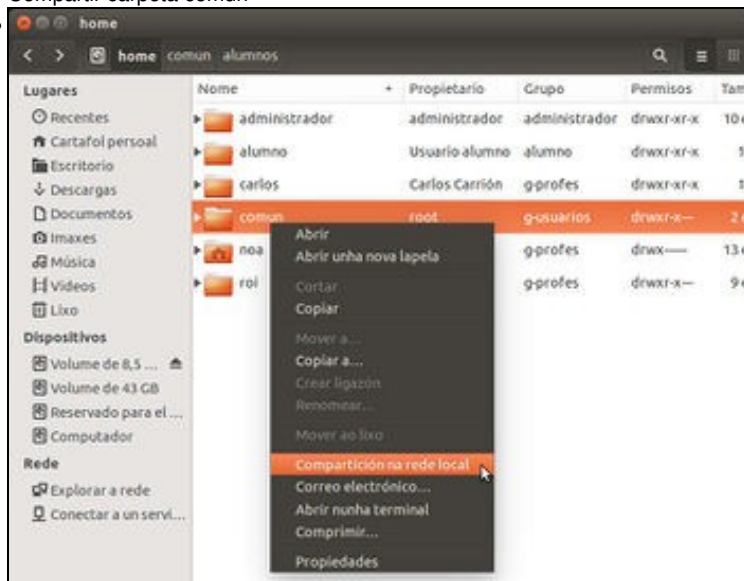 home
home comun alumnos
Lugares
Recentes
Cartafol persoal
Escritorio
Descargas
Documentos
Imaxes
Música
Vídeos
Lixo
Dispositivos
Volume de 8,5 ...
Volume de 43 GB
Reservado para el ...
Computador
Rede
Explorar a rede
Conectar a un servi...
Nome Propietario Grupo Permisos
administrador administrador administrador drwxr-xr-x 10
alumno Usuario alumno alumno drwxr-xr-x
carlos Carlos Carrión g-profes drwxr-xr-x
comun root g-usuarios drwxr-x--- 2
noa g-profes drwx------ 13
roi g-profes drwxr-x--- 9
Abrir
Abrir unha nova lapela
Cortar
Copiar
Mover a...
Copiar a...
Crear ligazón
Renomear...
Mover ao lixo
Compartición na rede local
Correo electrónico...
Abrir nunha terminal
Comprimir...
Propiedades